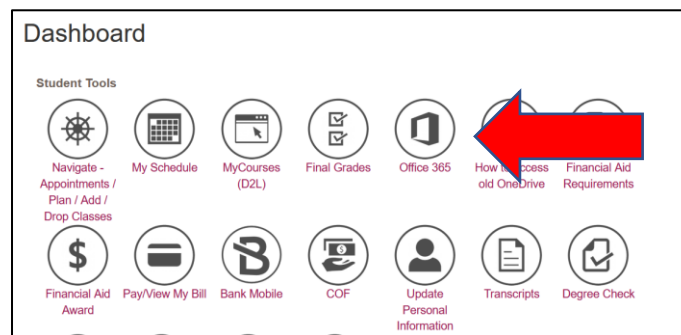 Dashboard
Student Tools
Navigate -
Appointments /
Plan / Add /
Drop Classes
My Schedule
MyCourses
(D2L)
Final Grades
Office 365
How to
old OneDrive
Financial Aid
Requirements
Financial Aid
Award
Pay/View My Bill
Bank Mobile
COF
Update
Personal
Information
Transcripts
Degree Check